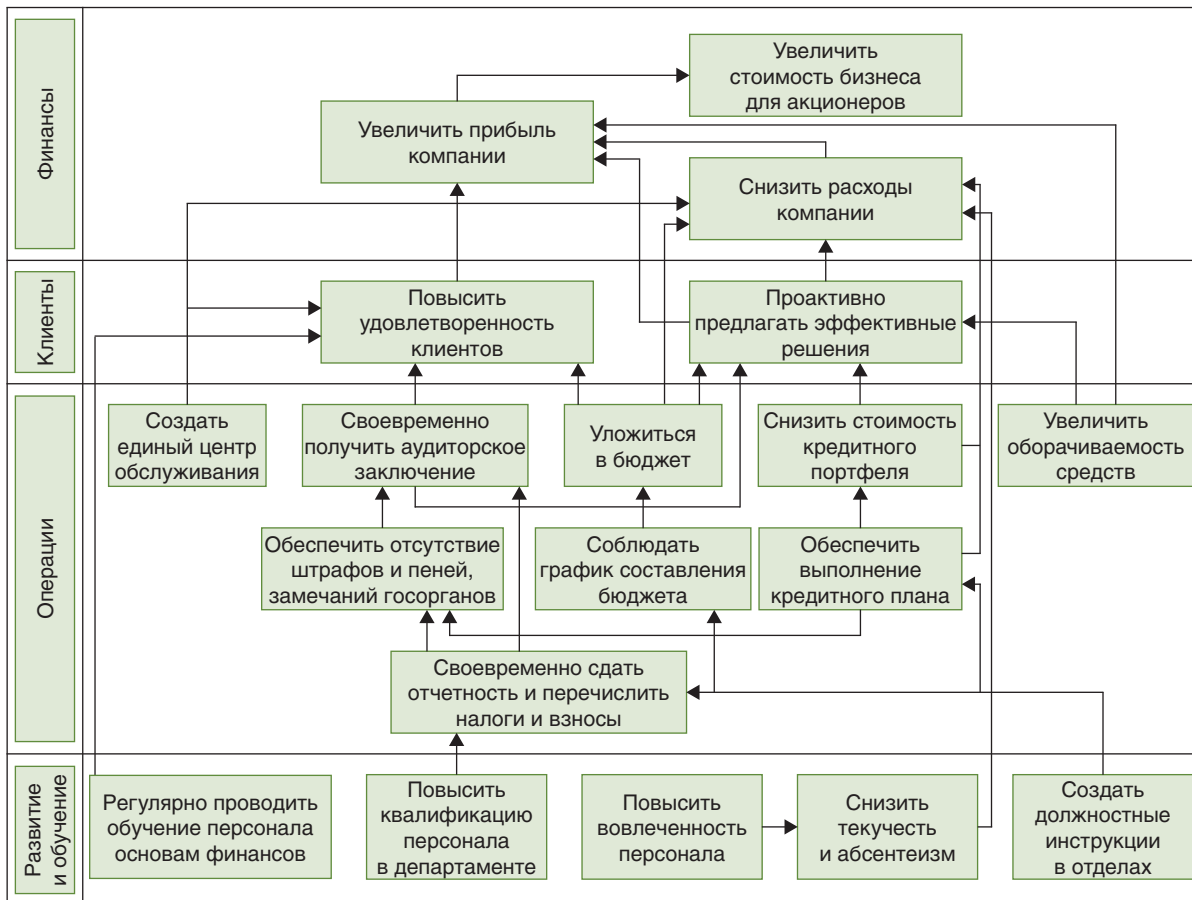 Финансы
Увеличить
стоимость бизнеса
для акционеров
Увеличить прибыль
компании
Снизить расходы
компании
Клиенты
Повысить
удовлетворенность
клиентов
Проактивно
предлагать эффективные
решения
Операции
Создать
единый центр
обслуживания
Своевременно
получить аудиторское
заключение
Уложиться
в бюджет
Снизить стоимость
кредитного
портфеля
Увеличить
оборачиваемость
средств
Обеспечить отсутствие
штрафов и пеней,
замечаний госорганов
Соблюдать
график составления
бюджета
Обеспечить
выполнение
кредитного плана
Своевременно сдать
отчетность и перечислить
налоги и взносы
Развитие
и обучение
Регулярно проводить
обучение персонала
основам финансов
Повысить
квалификацию
персонала
в департаменте
Повысить
вовлеченность
персонала
Снизить
текучесть
и абсентеизм
Создать
должностные
инструкции
в отделах